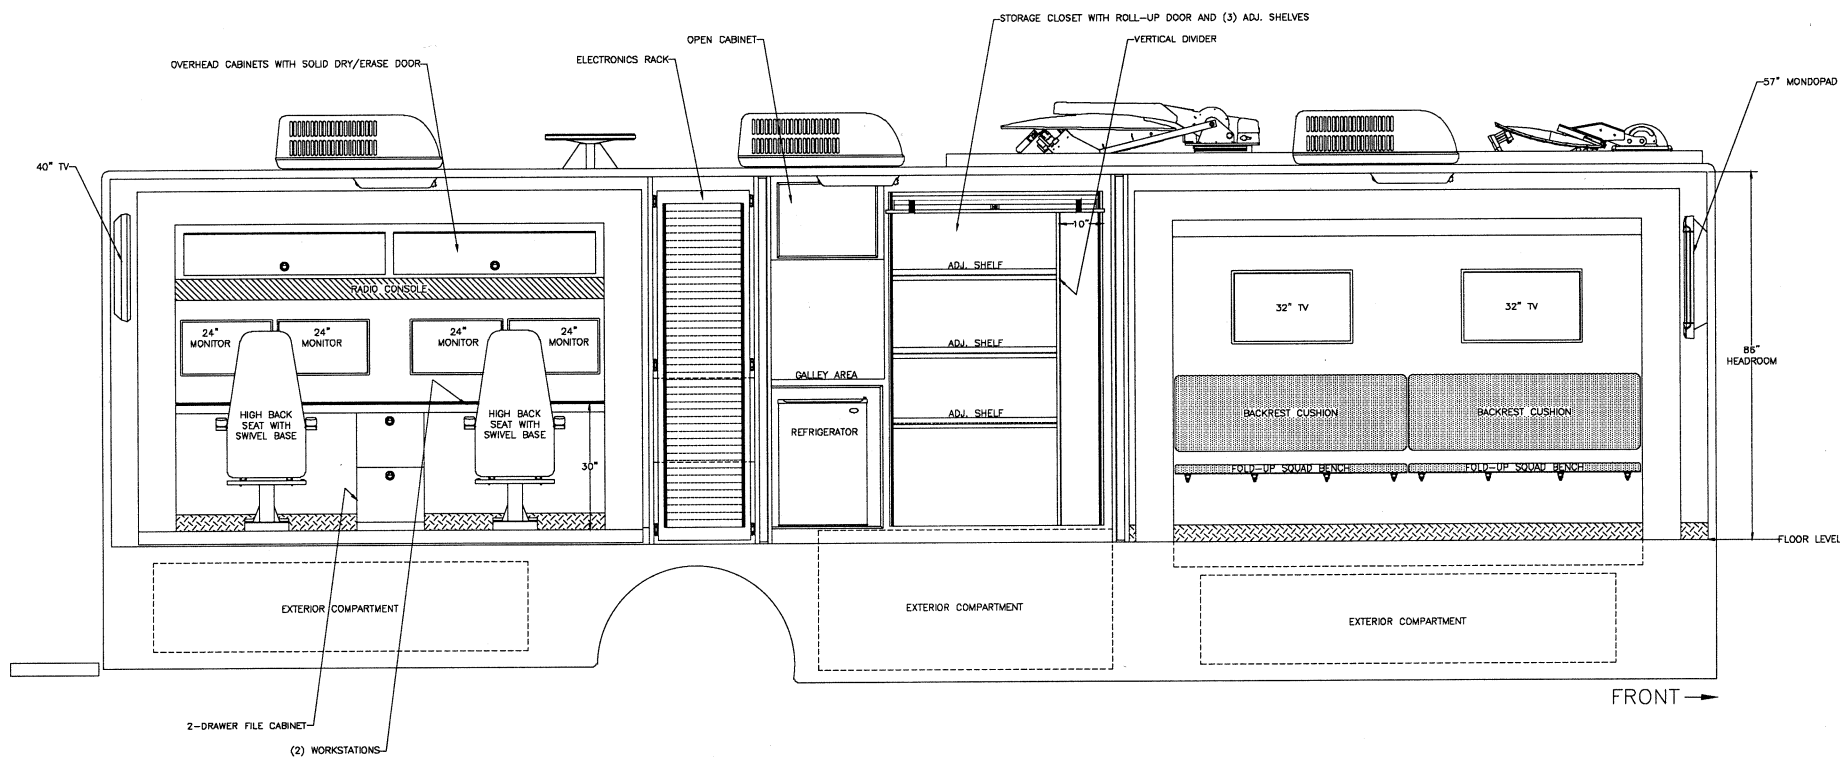 STORAGE CLOSET WITH ROLL-UP DOOR AND (3) ADJ. SHELVES
OPEN CABINET
VERTICAL DIVIDER
ELECTRONICS RACK
OVERHEAD CABINETS WITH SOLID DRY/ERASE DOOR
57" MONDOPAD
40" TV
10"
ADJ. SHELF
RADIO CONSOLE
32" TV
32" TV
24"
MONITOR
24"
MONITOR
24"
MONITOR
24"
MONITOR
ADJ. SHELF
86"
HEADROOM
GALLEY AREA
HIGH BACK
SEAT WITH
SWIVEL BASE
HIGH BACK
SEAT WITH
SWIVEL BASE
ADJ. SHELF
BACKREST CUSHION
BACKREST CUSHION
REFRIGERATOR
30"
FOLD-UP SQUAD BENCH
FOLD-UP SQUAD BENCH
FLOOR LEVEL
EXTERIOR COMPARTMENT
EXTERIOR COMPARTMENT
EXTERIOR COMPARTMENT
FRONT
2-DRAWER FILE CABINET
(2) WORKSTATIONS